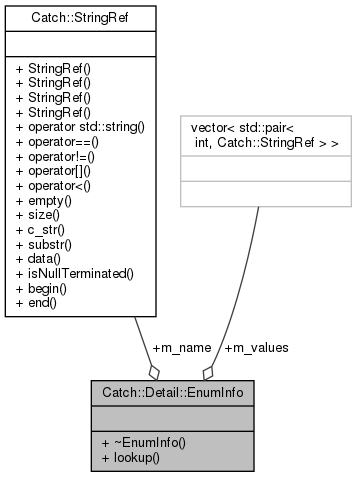 Catch::StringRef
+ StringRef()
+ StringRef()
+ StringRef()
+ StringRef()
+ operator std::string()
+ operator==()
+ operator!=()
+ operator[]()
+ operator<()
+ empty()
+ size()
+ c_str()
+ substr()
+ data()
+ isNullTerminated()
+ begin()
+ end()
vector< std::pair<
int, Catch::StringRef > >
+m_name
+m_values
Catch::Detail::EnumInfo
+ ~EnumInfo()
+ lookup()